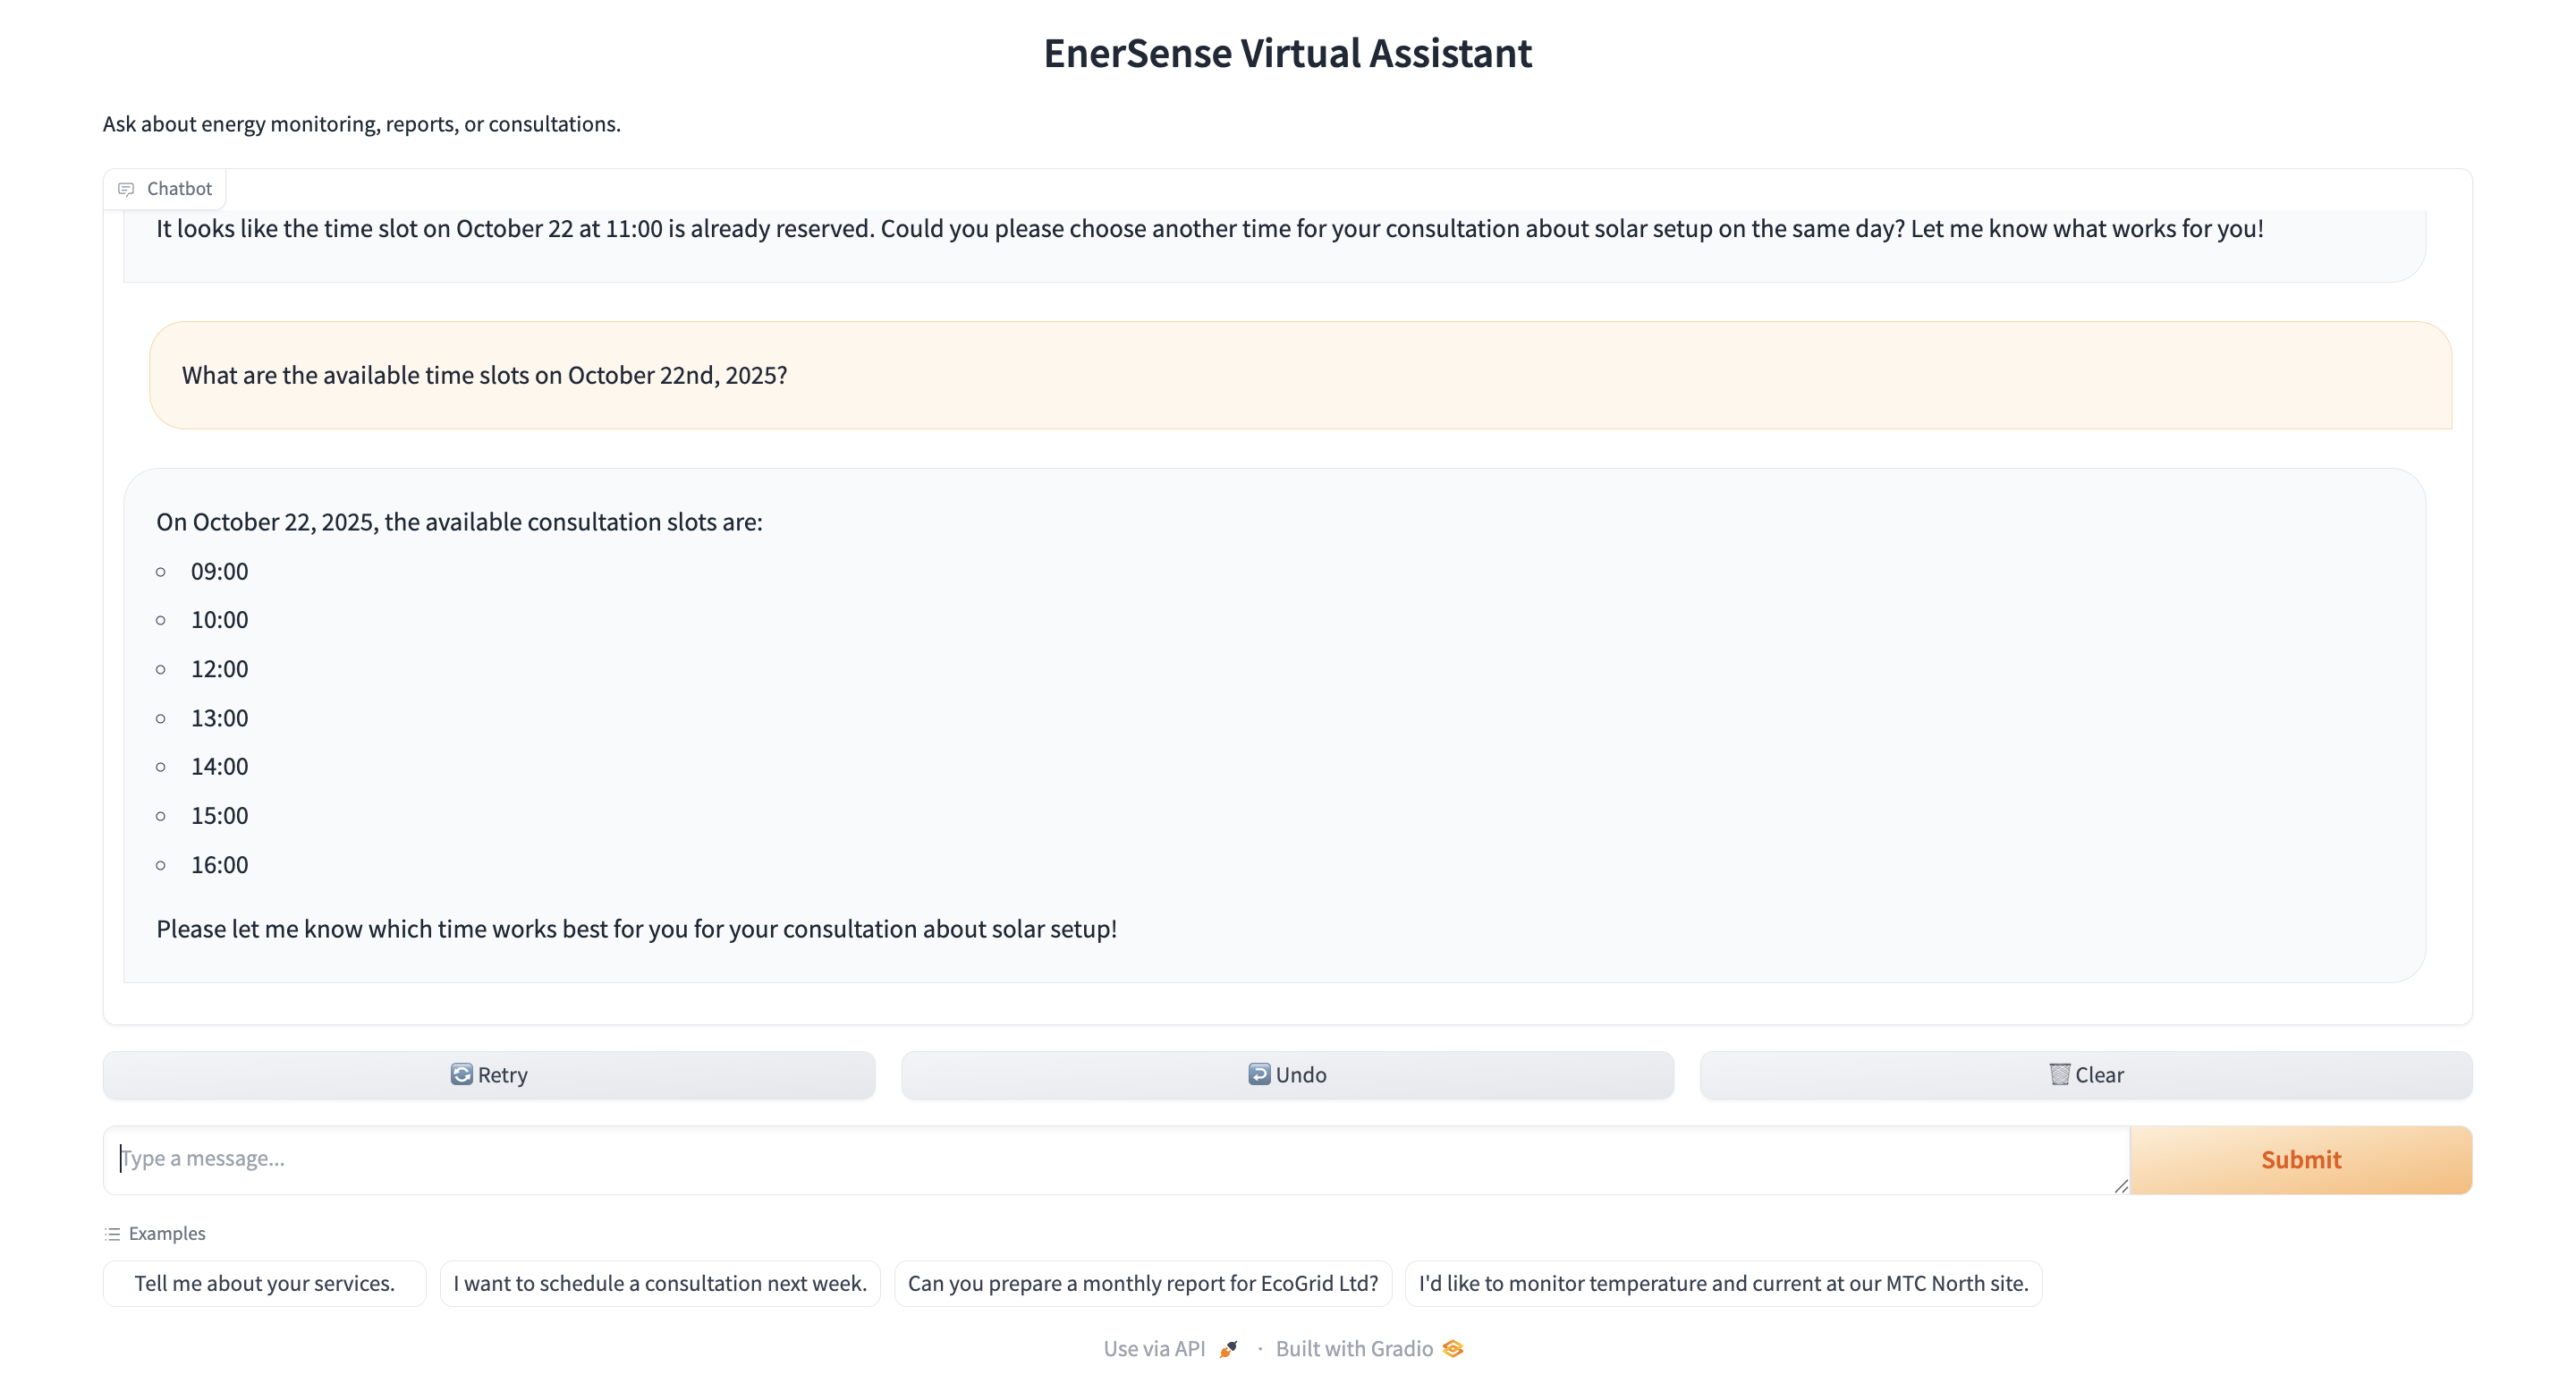 EnerSense Virtual Assistant
Ask about energy monitoring, reports, or consultations.
Chatbot
It looks like the time slot on October 22 at 11:00 is already reserved. Could you please choose another time for your consultation about solar setup on the same day? Let me know what works for you!
What are the available time slots on October 22nd, 2025?
On October 22, 2025, the available consultation slots are:
09:00
10:00
12:00
13:00
14:00
15:00
16:00
Please let me know which time works best for you for your consultation about solar setup!
Retry
Undo
Clear
Type a message...
Submit
Examples
Tell me about your services.
I want to schedule a consultation next week.
Can you prepare a monthly report for EcoGrid Ltd?
I'd like to monitor temperature and current at our MTC North site.
Use via API · Built with Gradio